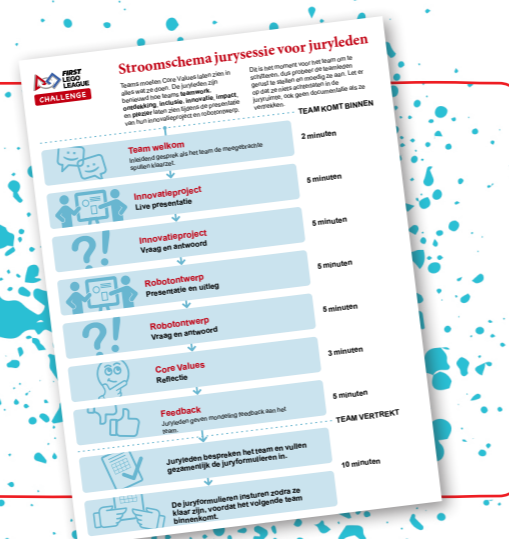 FIRST
LEGO
LEAGUE
CHALLENGE
Stroomschema jurysessie voor juryleden
Teams moeten Core Values laten zien in
alles wat ze doen. De juryleden zijn
benieuwd hoe teams teamwork,
ontdekking, inclusie, innovatie, impact,
en plezier laten zien tijdens de presentatie
van hun innovatieproject en robotontwerp.
Dit is het moment voor het team om te
schitteren, dus probeer de teamleden
gerust te stellen en moedig ze aan. Let er
op dat ze niets achterlaten in de
juryruimte, ook geen documentatie als ze
vertrekken.
TEAM KOMT BINNEN
Team welkom
Inleidend gesprek als het team de meegebrachte
spullen klaarzet.
2 minuten
Innovatieproject
Live presentatie
5 minuten
Innovatieproject
Vraag en antwoord
5 minuten
Robotontwerp
Presentatie en uitleg
5 minuten
Robotontwerp
Vraag en antwoord
5 minuten
Core Values
Reflectie
3 minuten
Feedback
Juryleden geven mondeling feedback aan het
team.
5 minuten
TEAM VERTREKT
Juryleden bespreken het team en vullen
gezamenlijk de juryformulieren in.
10 minuten
De juryformulieren insturen zodra ze
klaar zijn, voordat het volgende team
binnenkomt.